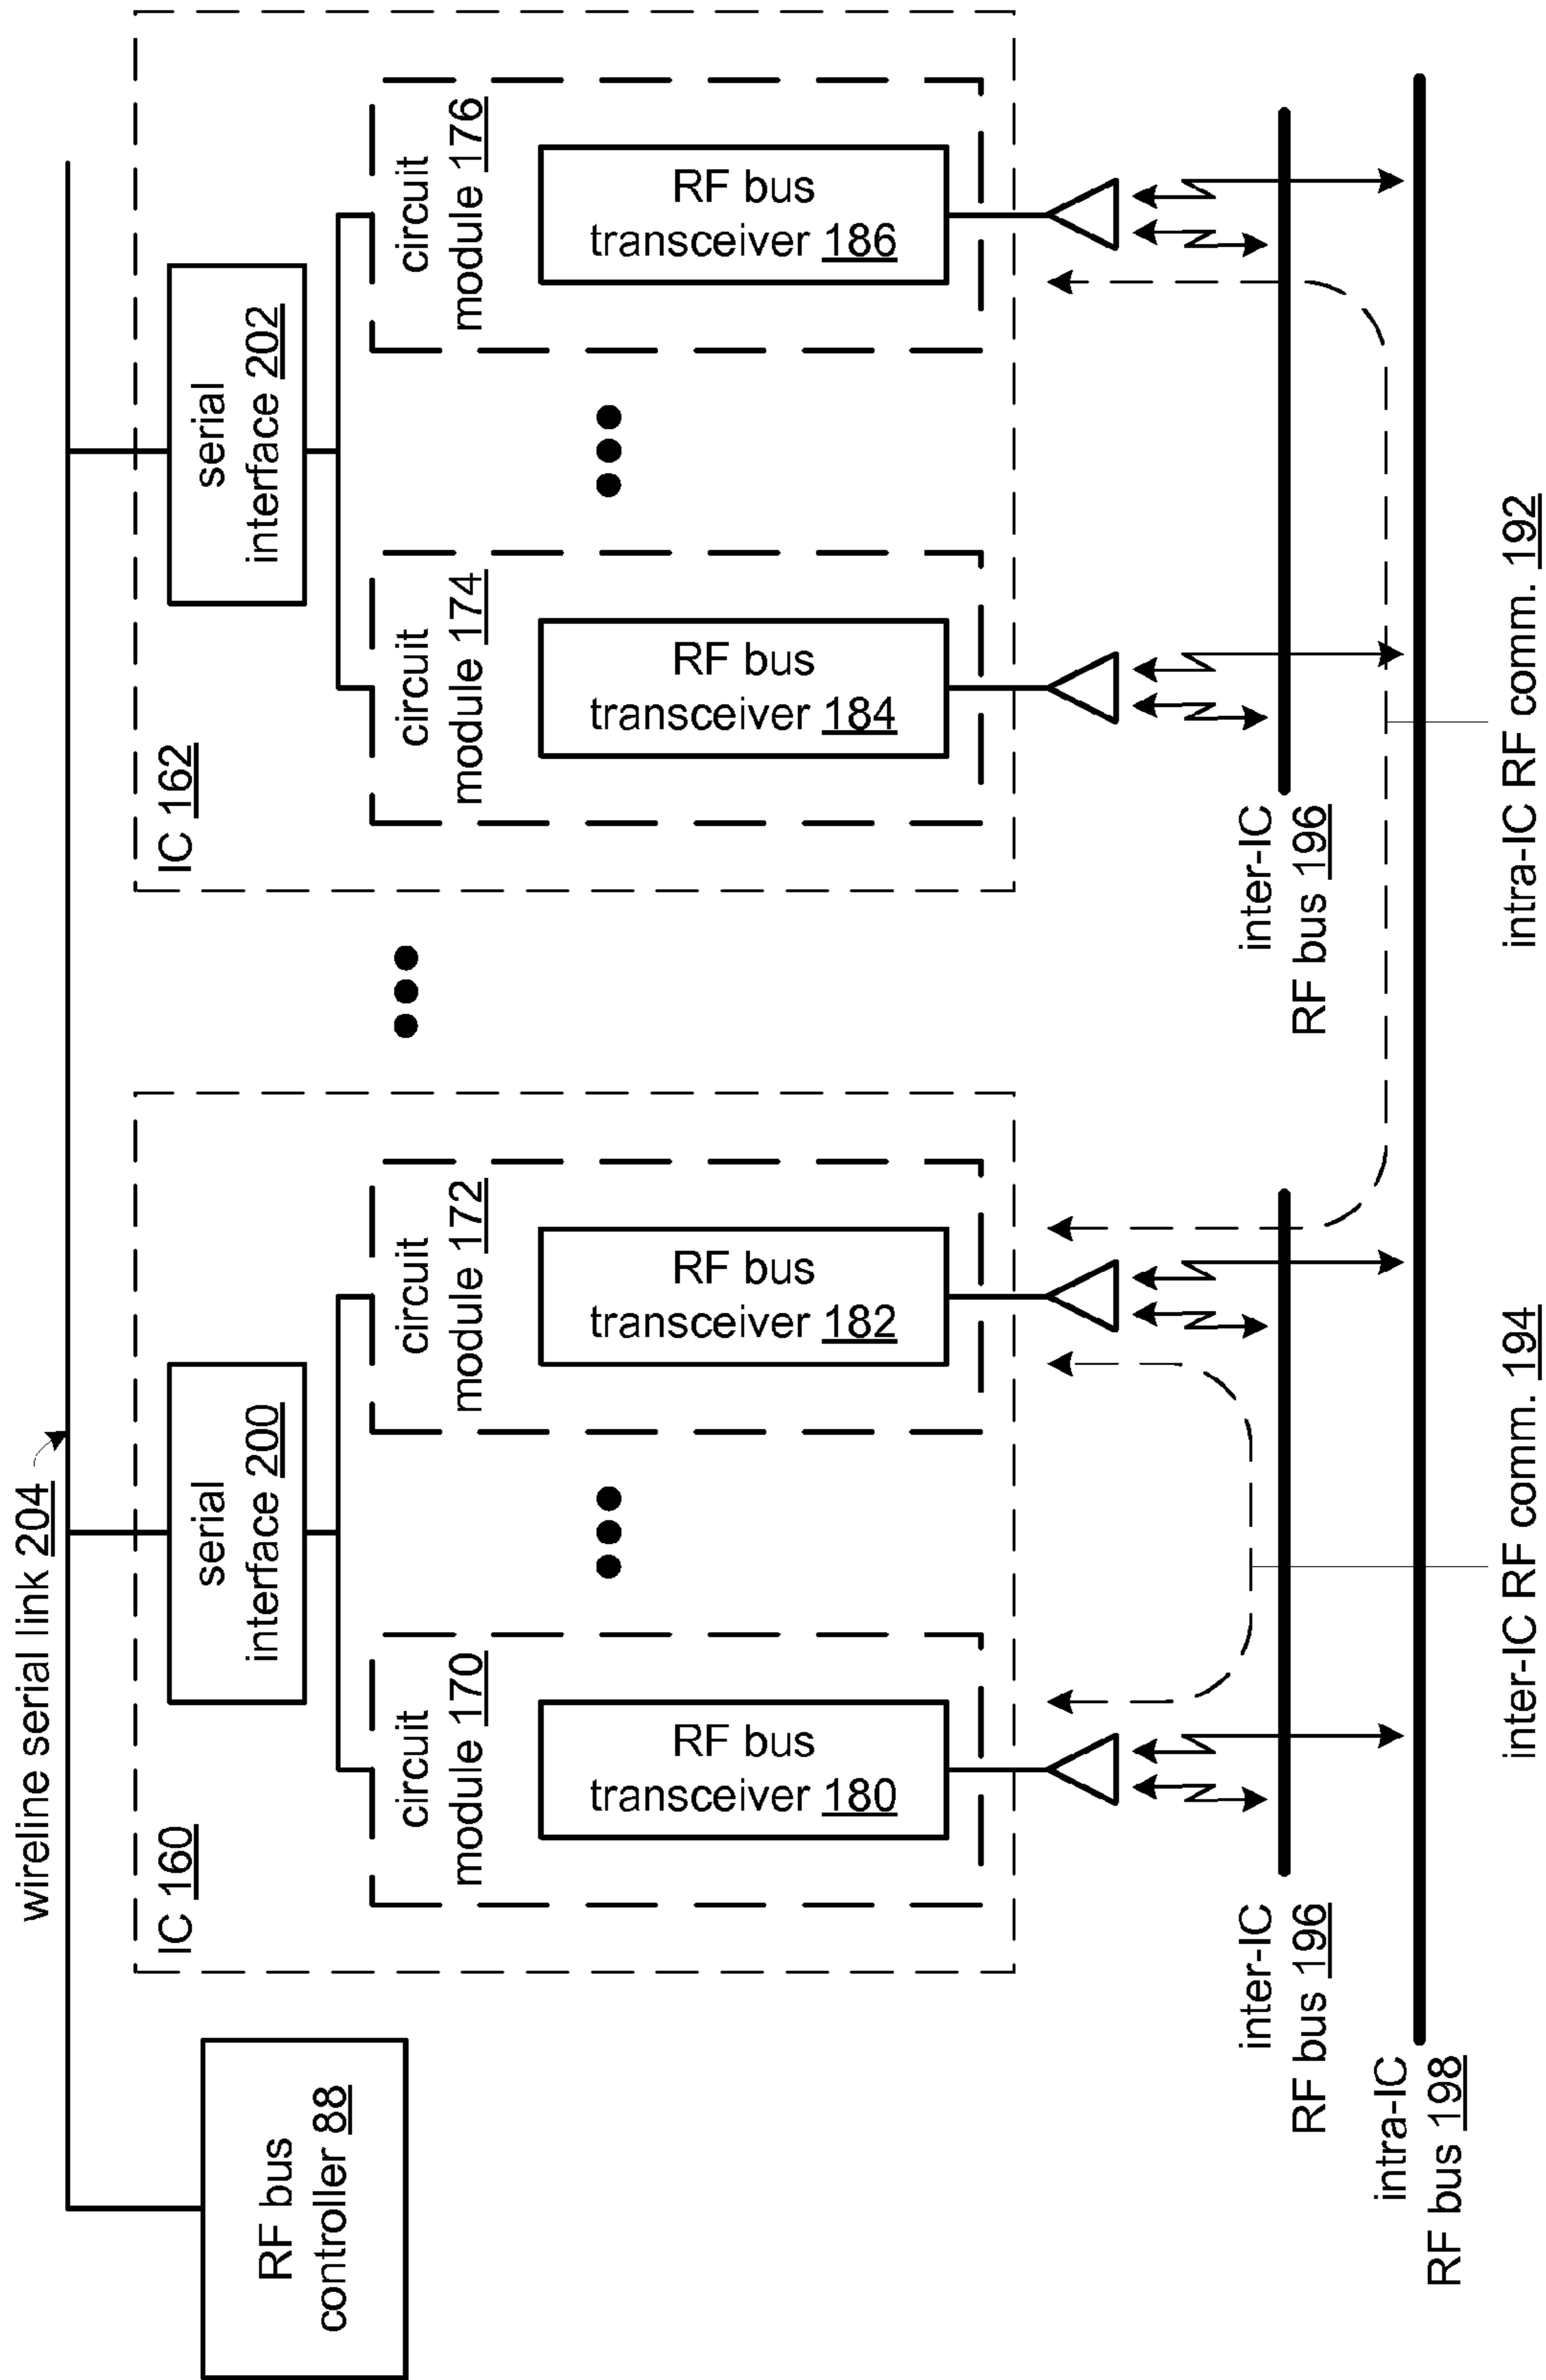 wireline serial link 204
RF bus
controller 88
IC 160
serial
interface 200
circuit
module 170
RF bus
transceiver 180
circuit
module 172
RF bus
transceiver 182
IC 162
serial
interface 202
circuit
module 174
RF bus
transceiver 184
circuit
module 176
RF bus
transceiver 186
inter-IC
RF bus 196
inter-IC
RF bus 196
intra-IC
RF bus 198
inter-IC RF comm. 194
intra-IC RF comm. 192